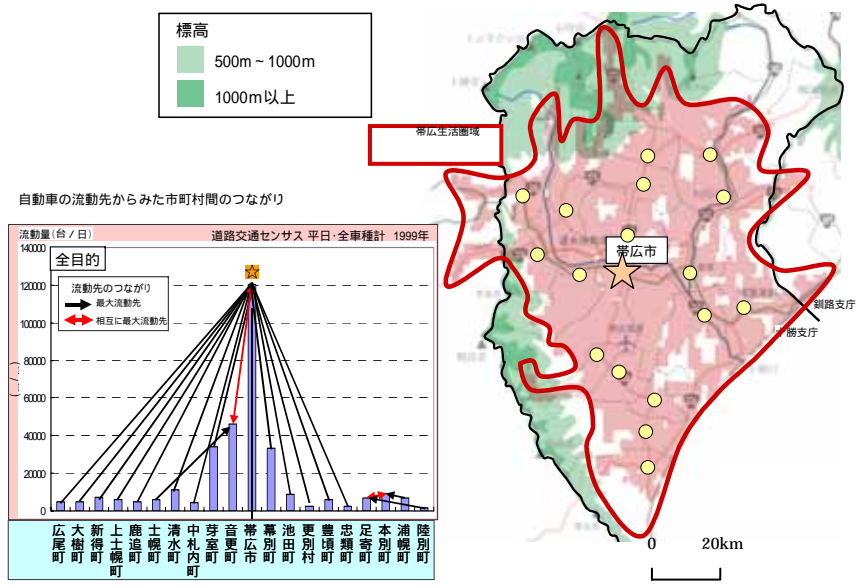 標高
500m ~ 1000m
1000m以上
帯広生活圏域
自動車の流動先からみた市町村間のつながり
流動量(台 / 日)
道路交通センサス 平日・全車種計 1999年
全目的
流動先のつながり
最大流動先
相互に最大流動先
140000
120000
100000
80000
60000
40000
20000
0
広尾町
大樹町
新得町
上士幌町
鹿追町
士幌町
清水町
中札内町
芽室町
音更町
帯広市
幕別町
池田町
更別村
豊頃町
忠類町
足寄町
本別町
浦幌町
陸別町
帯広市
釧路支庁
十勝支庁
0 20km